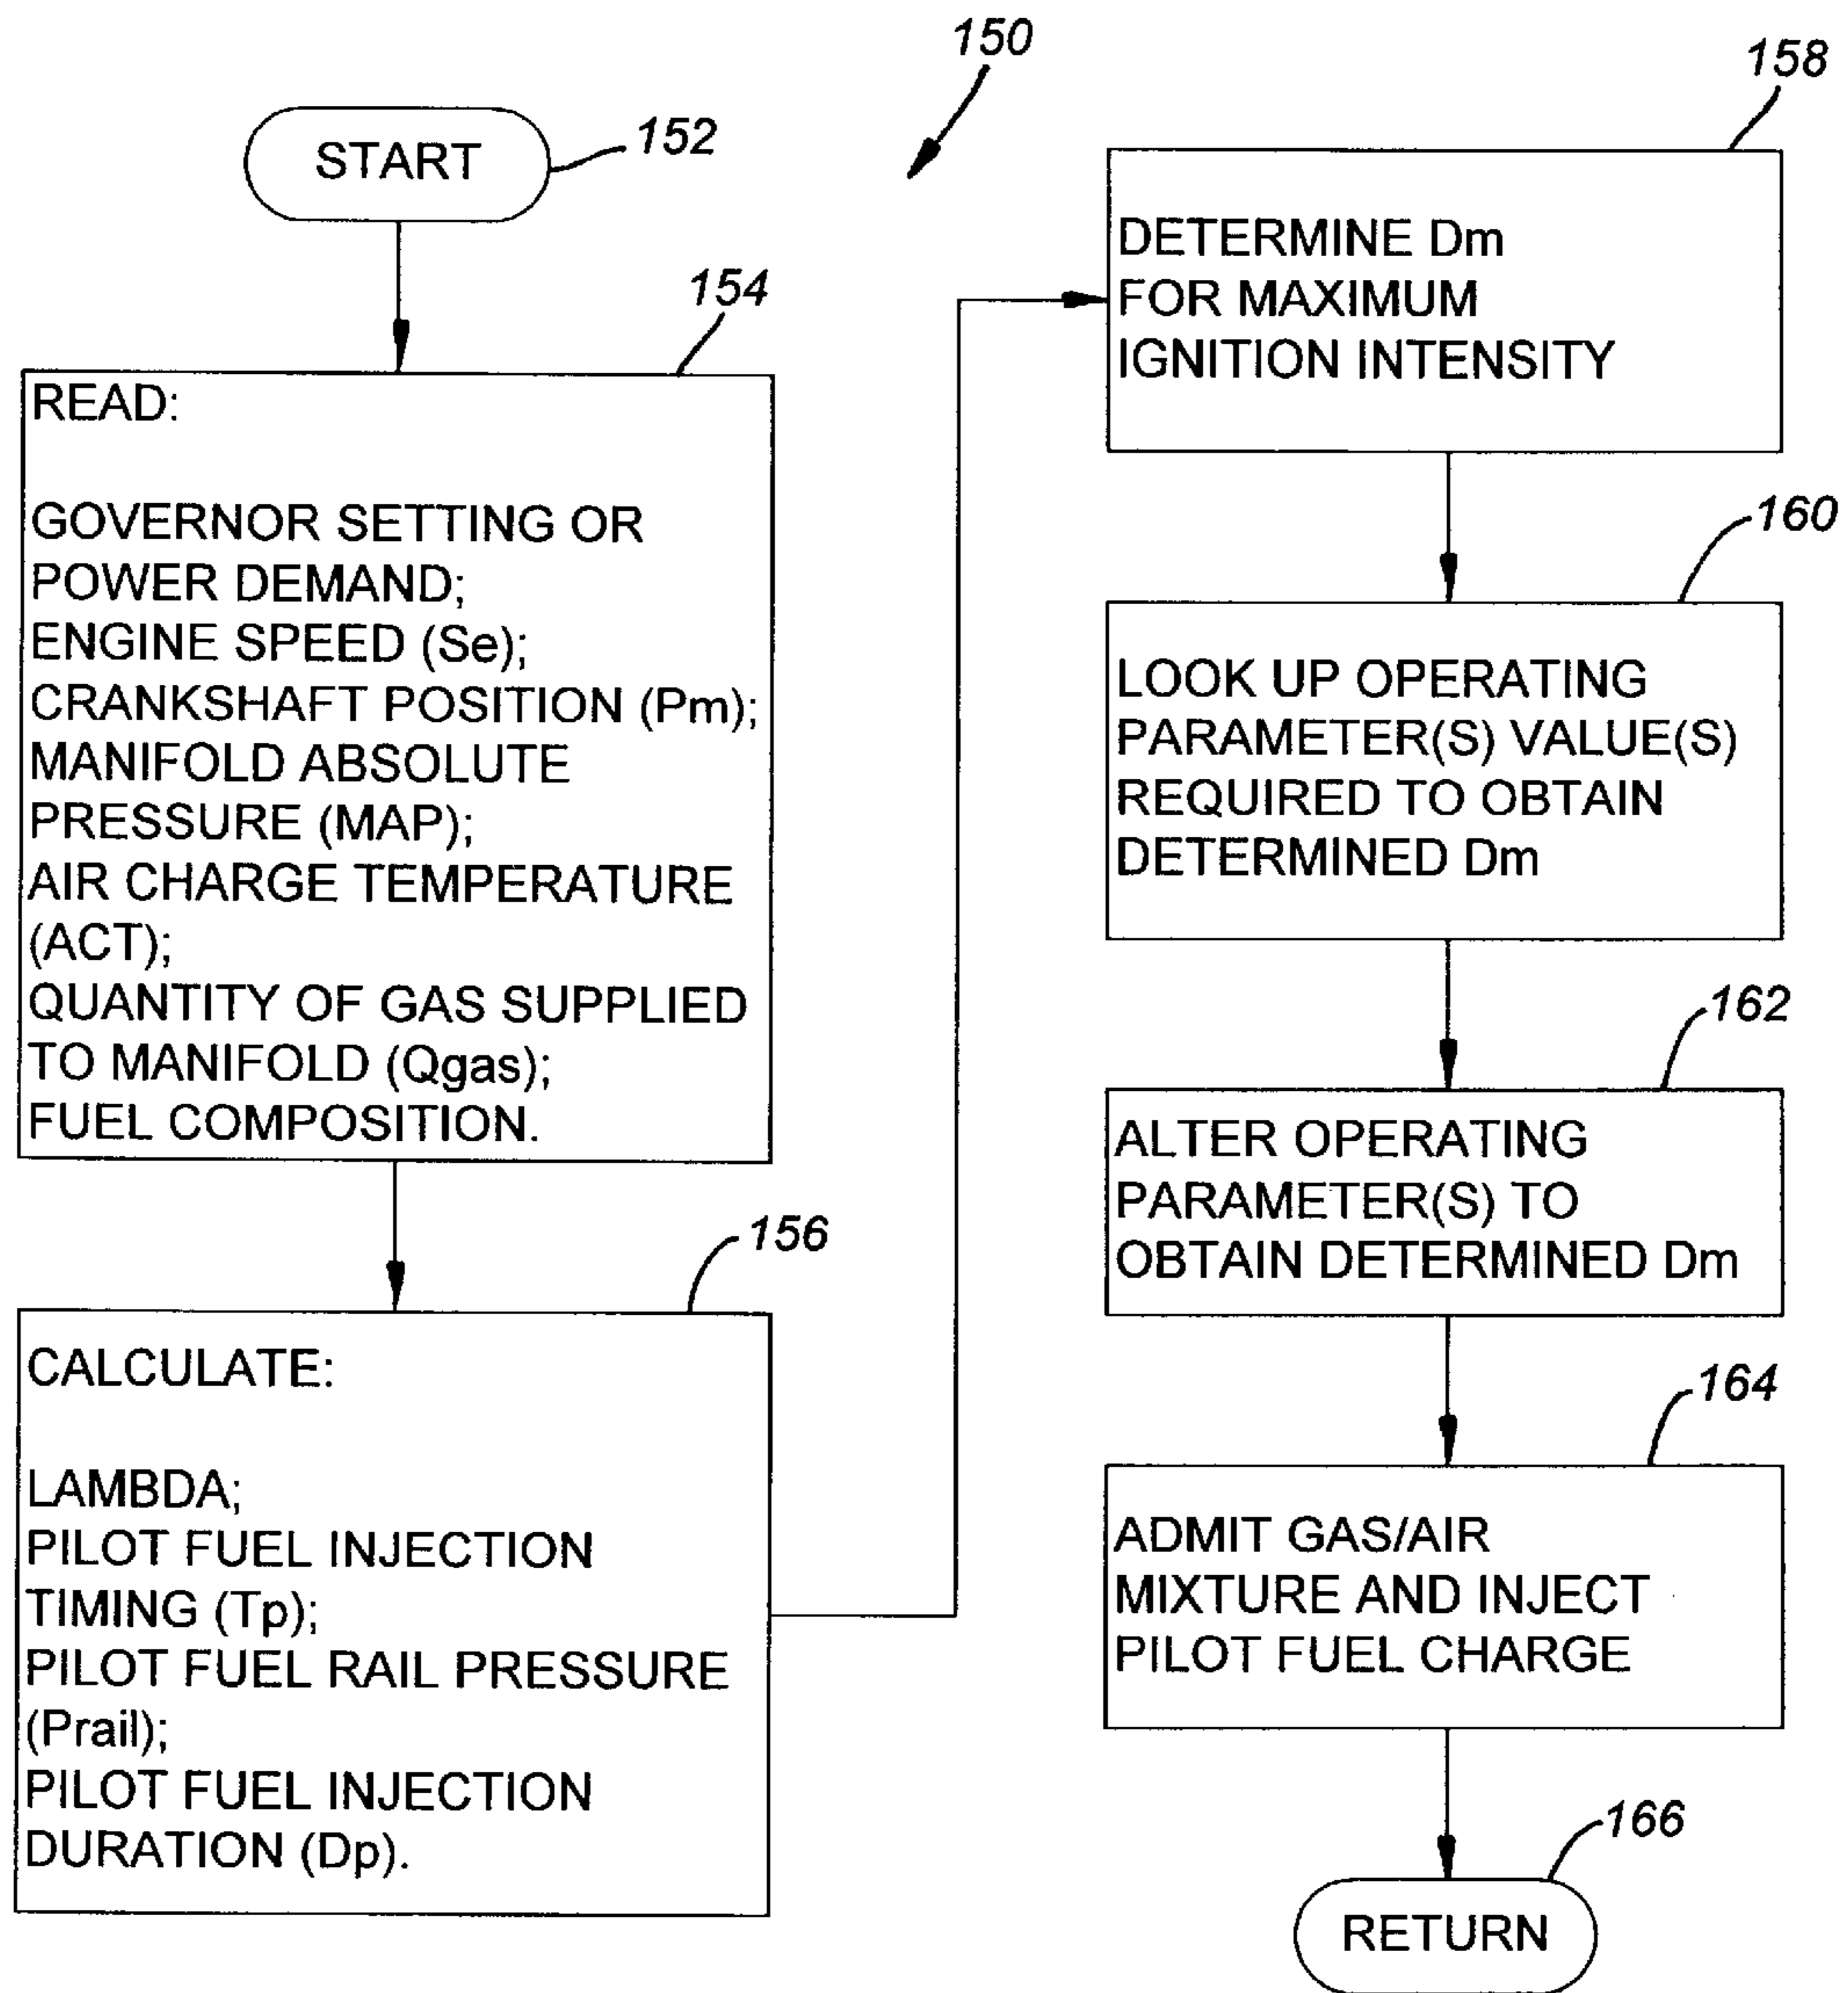 150
START
152
154
READ:
GOVERNOR SETTING OR
POWER DEMAND;
ENGINE SPEED (Se);
CRANKSHAFT POSITION (Pm);
MANIFOLD ABSOLUTE
PRESSURE (MAP);
AIR CHARGE TEMPERATURE
(ACT);
QUANTITY OF GAS SUPPLIED
TO MANIFOLD (Qgas);
FUEL COMPOSITION.
156
CALCULATE:
LAMBDA;
PILOT FUEL INJECTION
TIMING (Tp);
PILOT FUEL RAIL PRESSURE
(Prail);
PILOT FUEL INJECTION
DURATION (Dp).
158
DETERMINE Dm
FOR MAXIMUM
IGNITION INTENSITY
160
LOOK UP OPERATING
PARAMETER(S) VALUE(S)
REQUIRED TO OBTAIN
DETERMINED Dm
162
ALTER OPERATING
PARAMETER(S) TO
OBTAIN DETERMINED Dm
164
ADMIT GAS/AIR
MIXTURE AND INJECT
PILOT FUEL CHARGE
166
RETURN